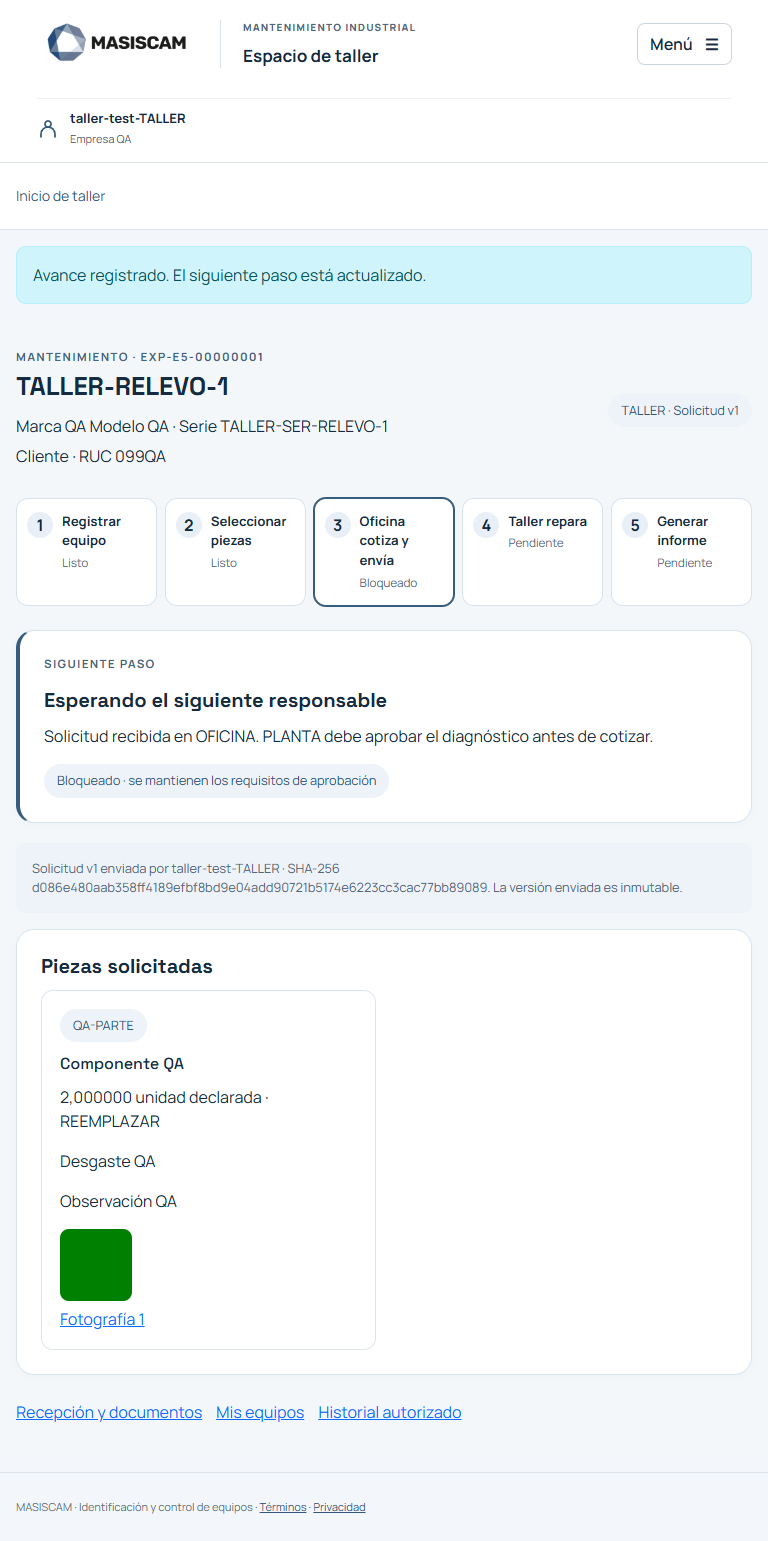 MASISCAM
MANTENIMIENTO INDUSTRIAL
Espacio de taller
Menú ☰
taller-test-TALLER
Empresa QA
Inicio de taller
Avance registrado. El siguiente paso está actualizado.
MANTENIMIENTO · EXP-E5-00000001
TALLER-RELEVO-1
Marca QA Modelo QA · Serie TALLER-SER-RELEVO-1
Cliente · RUC 099QA
TALLER · Solicitud v1
1
Registrar
equipo
Listo
2
Seleccionar
piezas
Listo
3
Oficina
cotiza y
envía
Bloqueado
4
Taller repara
Pendiente
5
Generar
informe
Pendiente
SIGUIENTE PASO
Esperando el siguiente responsable
Solicitud recibida en OFICINA. PLANTA debe aprobar el diagnóstico antes de cotizar.
Bloqueado · se mantienen los requisitos de aprobación
Solicitud v1 enviada por taller-test-TALLER · SHA-256
d086e480aab358ff4189efbf8bd9e04add90721b5174e6223cc3cac77bb89089. La versión enviada es inmutable.
Piezas solicitadas
QA-PARTE
Componente QA
2,000000 unidad declarada ·
REEMPLAZAR
Desgaste QA
Observación QA
Fotografía 1
Recepción y documentos Mis equipos Historial autorizado
MASISCAM · Identificación y control de equipos · Términos · Privacidad